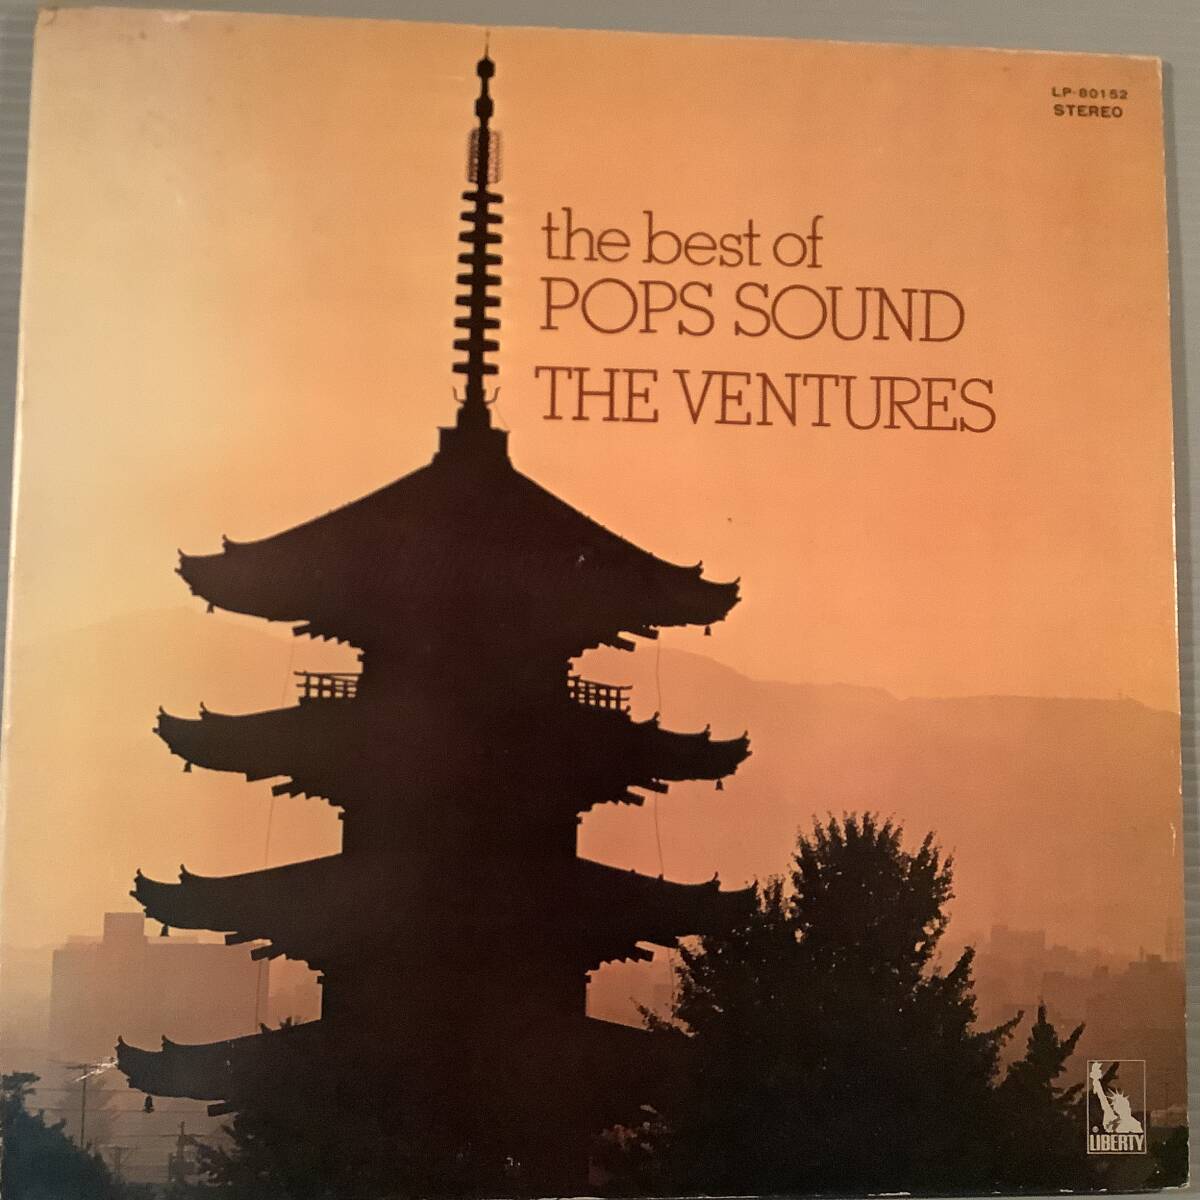 LP-80152
STEREO
the best of
POPS SOUND
THE VENTURES
LIBERTY